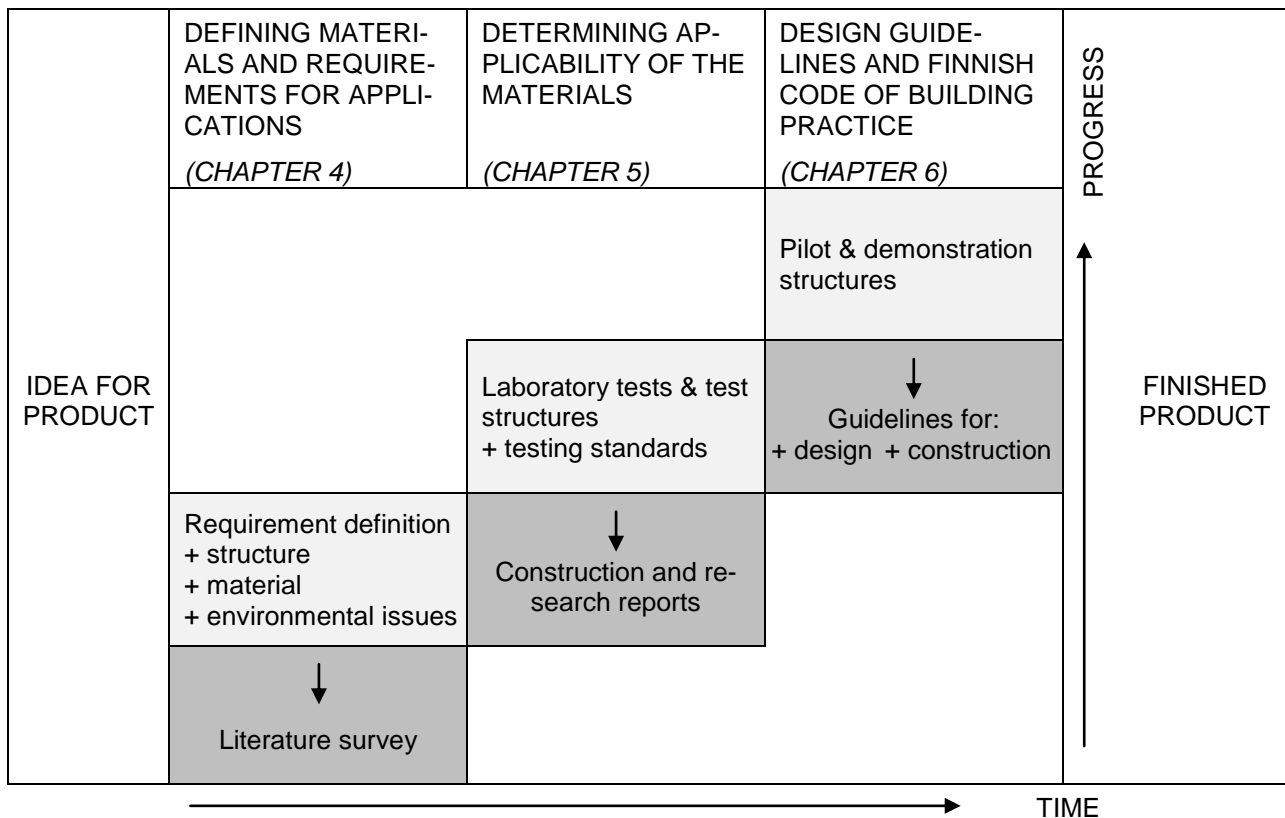 DEFINING MATERI-
ALS AND REQUIRE-
MENTS FOR APPLI-
CATIONS
(CHAPTER 4)
DETERMINING AP-
PLICABILITY OF THE
MATERIALS
(CHAPTER 5)
DESIGN GUIDE-
LINES AND FINNISH
CODE OF BUILDING
PRACTICE
(CHAPTER 6)
PROGRESS
Pilot & demonstration
structures
IDEA FOR
PRODUCT
Laboratory tests & test
structures
+ testing standards
Guidelines for:
+ design + construction
FINISHED
PRODUCT
Requirement definition
+ structure
+ material
+ environmental issues
Construction and re-
search reports
Literature survey
TIME